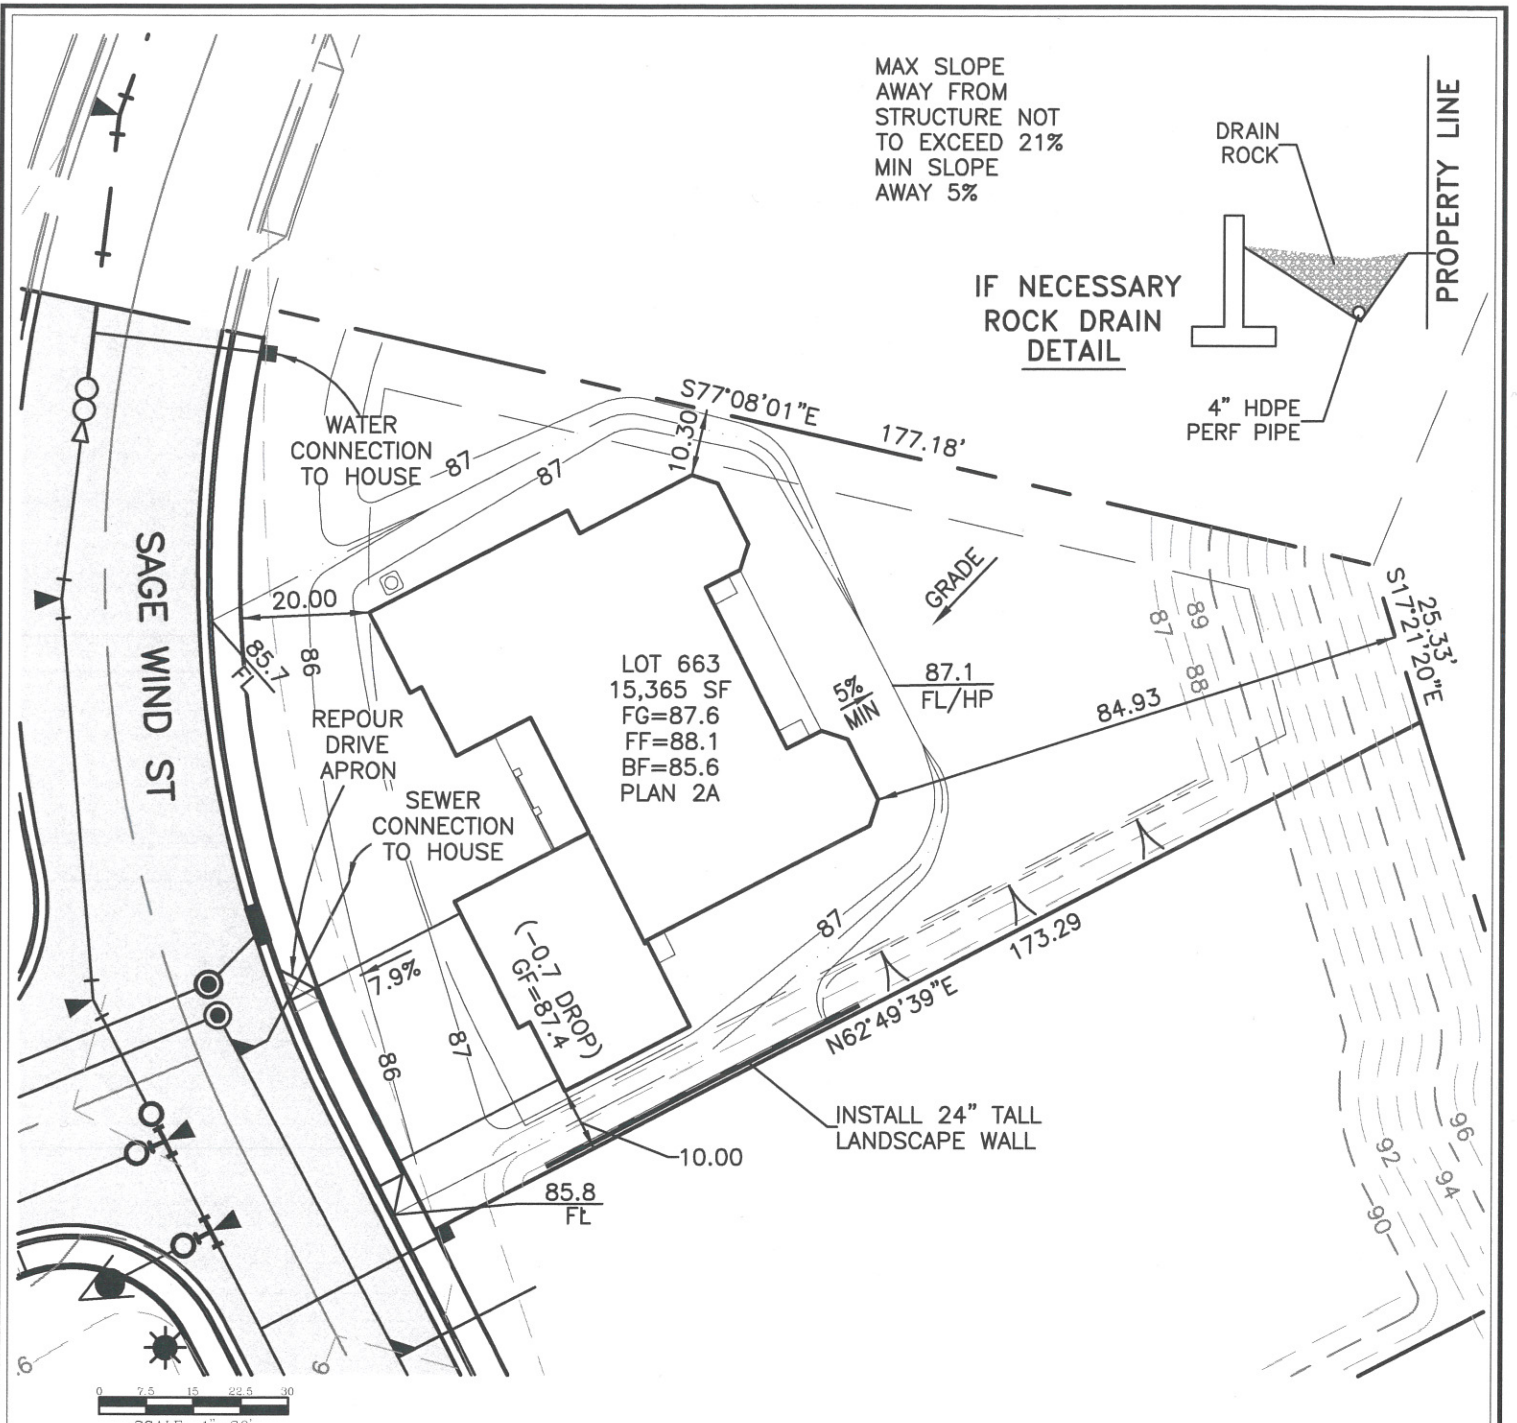 MAX SLOPE
AWAY FROM
STRUCTURE NOT
TO EXCEED 21%
MIN SLOPE
AWAY 5%
DRAIN
ROCK
PROPERTY LINE
IF NECESSARY
ROCK DRAIN
DETAIL
4" HDPE
PERF PIPE
S77°08'01"E
177.18'
10.30
WATER
CONNECTION
TO HOUSE
87
87
SAGE WIND ST
20.00
85.7
FL
86
GRADE
87
89
88
S17°21'20"E
25.33'
LOT 663
15,365 SF
FG=87.6
FF=88.1
BF=85.6
PLAN 2A
5%
MIN
87.1
FL/HP
84.93
REPOUR
DRIVE
APRON
SEWER
CONNECTION
TO HOUSE
87
173.29
7.9%
(-0.7 DROP)
GF=87.4
N62°49'39"E
86
87
INSTALL 24" TALL
LANDSCAPE WALL
10.00
85.8
FL
96
92
94
90
0 7.5 15 22.5 30